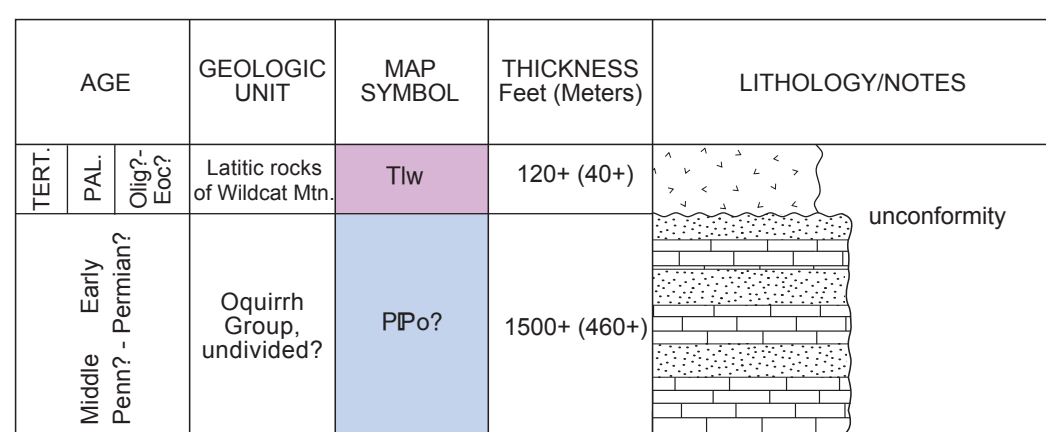 AGE
GEOLOGIC
UNIT
MAP
SYMBOL
THICKNESS
Feet (Meters)
LITHOLOGY/NOTES
TERT.
PAL.
Olig?-
Eoc?
Latitic rocks
of Wildcat Mtn.
Tlw
120+ (40+)
unconformity
Middle Early
Penn? - Permian?
Oquirrh
Group,
undivided?
PIPo?
1500+ (460+)